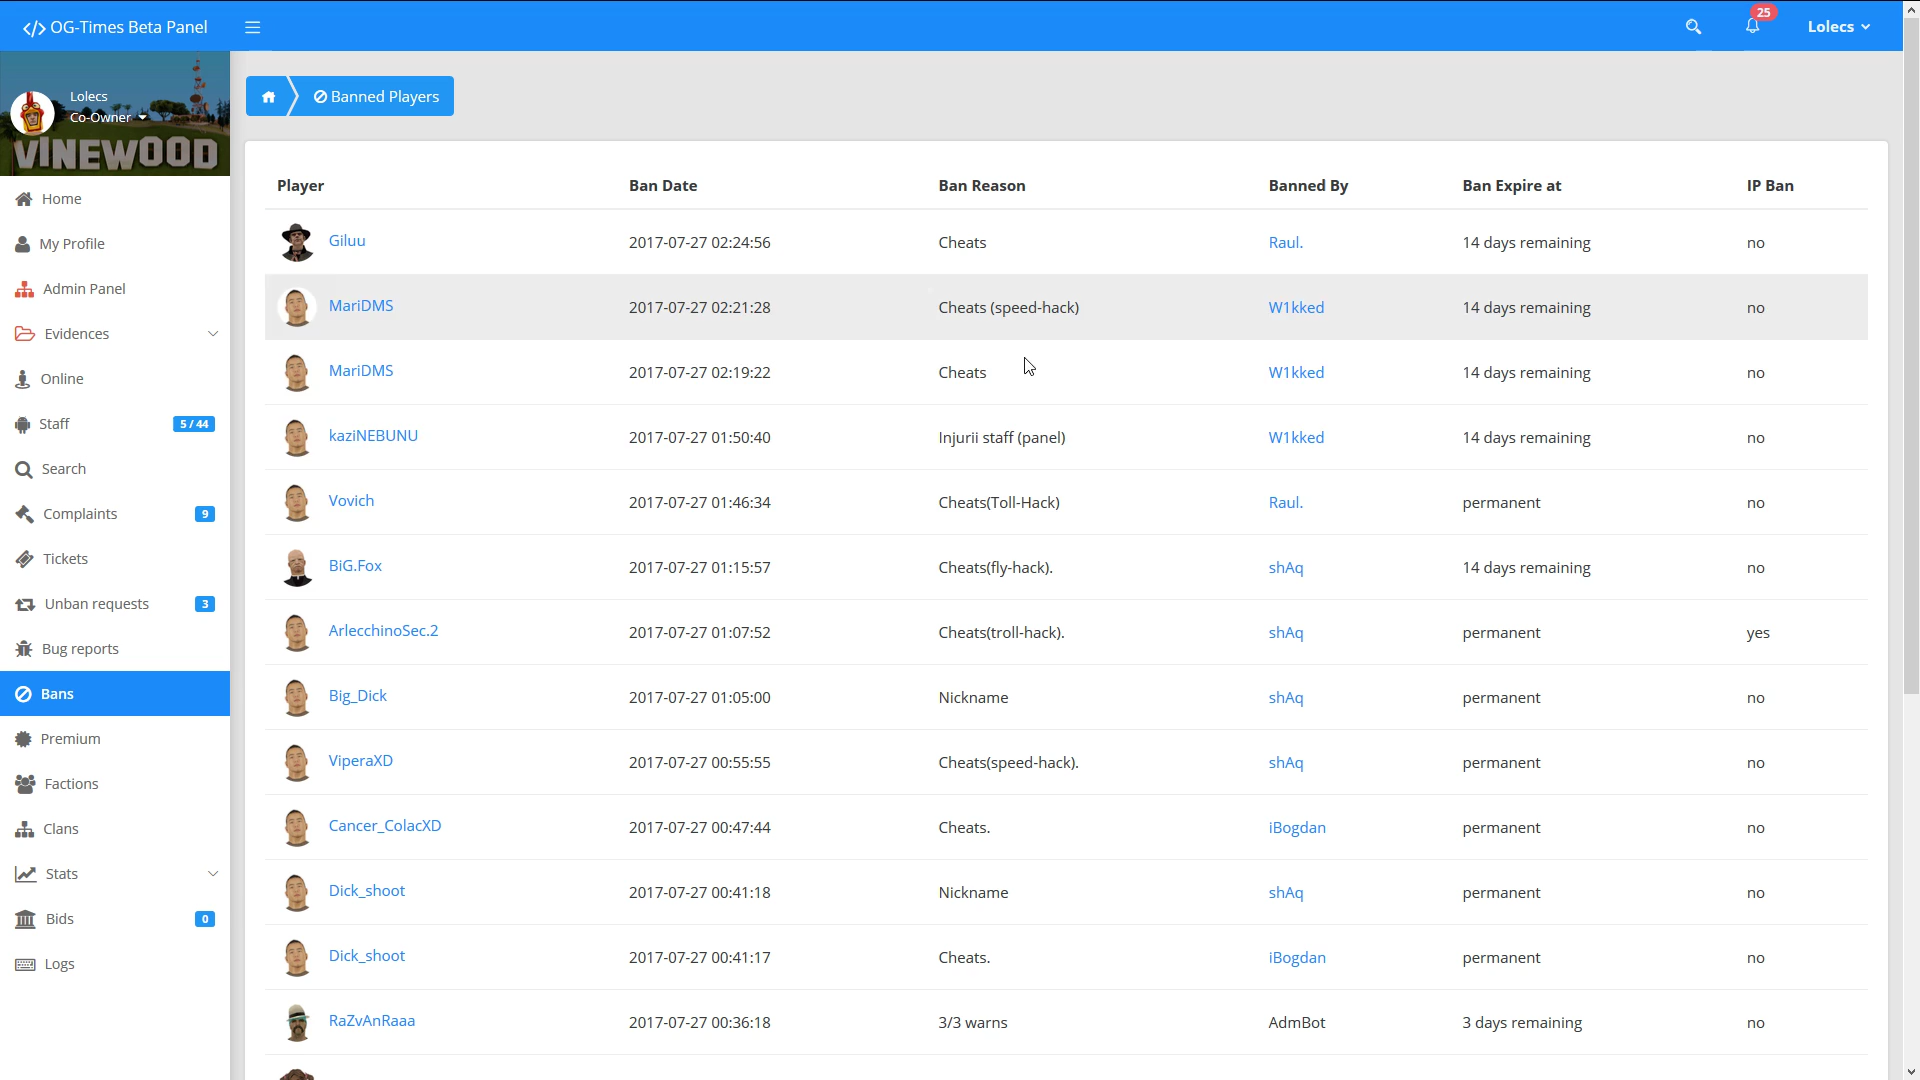 </> OG-Times Beta Panel
25
Lolecs
Lolecs
Co-Owner
VINEWOOD
Home
My Profile
Admin Panel
Evidences
Online
Staff 5 / 44
Search
Complaints 9
Tickets
Unban requests 3
Bug reports
Bans
Premium
Factions
Clans
Stats
Bids 0
Logs
Banned Players
Player Ban Date Ban Reason Banned By Ban Expire at IP Ban
Giluu 2017-07-27 02:24:56 Cheats Raul. 14 days remaining no
MariDMS 2017-07-27 02:21:28 Cheats (speed-hack) W1kked 14 days remaining no
MariDMS 2017-07-27 02:19:22 Cheats W1kked 14 days remaining no
kaziNEBUNU 2017-07-27 01:50:40 Injurii staff (panel) W1kked 14 days remaining no
Vovich 2017-07-27 01:46:34 Cheats(Toll-Hack) Raul. permanent no
BiG.Fox 2017-07-27 01:15:57 Cheats(fly-hack). shAq 14 days remaining no
ArlecchinoSec.2 2017-07-27 01:07:52 Cheats(troll-hack). shAq permanent yes
Big_Dick 2017-07-27 01:05:00 Nickname shAq permanent no
ViperaXD 2017-07-27 00:55:55 Cheats(speed-hack). shAq permanent no
Cancer_ColacXD 2017-07-27 00:47:44 Cheats. iBogdan permanent no
Dick_shoot 2017-07-27 00:41:18 Nickname shAq permanent no
Dick_shoot 2017-07-27 00:41:17 Cheats. iBogdan permanent no
RaZvAnRaaa 2017-07-27 00:36:18 3/3 warns AdmBot 3 days remaining no